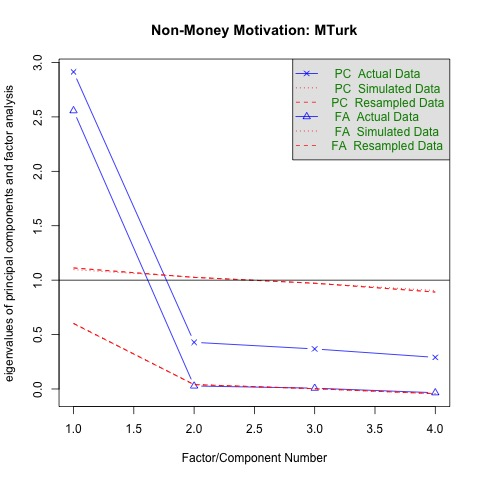 Non-Money Motivation: MTurk
eigenvalues of principal components and factor analysis
3.0
2.5
2.0
1.5
1.0
0.5
0.0
PC Actual Data
PC Simulated Data
PC Resampled Data
FA Actual Data
FA Simulated Data
FA Resampled Data
1.0 1.5 2.0 2.5 3.0 3.5 4.0
Factor/Component Number